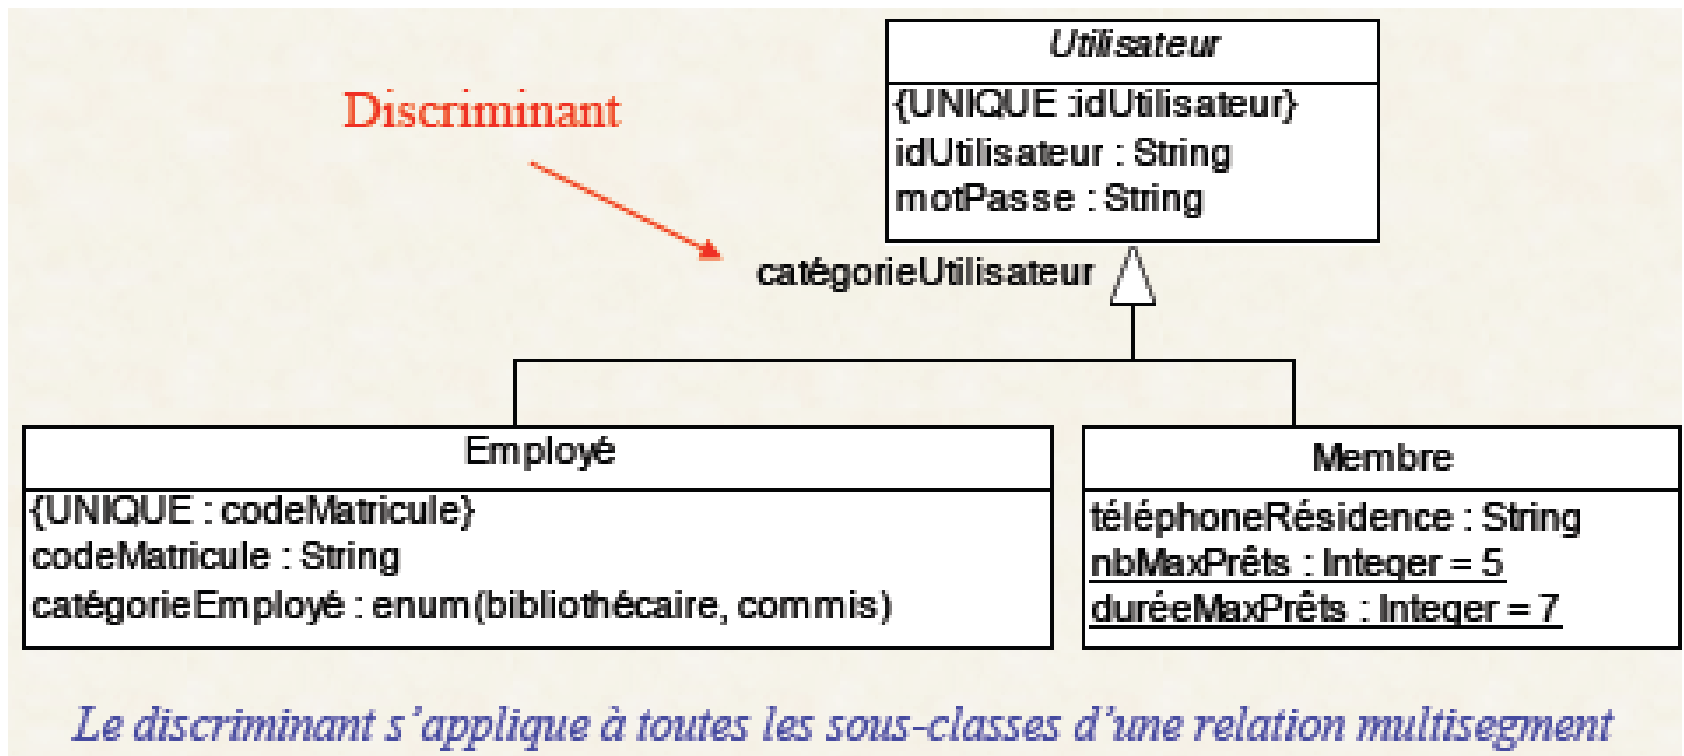 Utilisateur
{UNIQUE :idUtilisateur}
idUtilisateur : String
motPasse : String
Discriminant
catégorieUtilisateur
Employé
{UNIQUE : codeMatricule}
codeMatricule : String
catégorieEmployé : enum(bibliothécaire, commis)
Membre
téléphoneRésidence : String
nbMaxPrêts : Integer = 5
duréeMaxPrêts : Integer = 7
Le discriminant s’applique à toutes les sous-classes d’une relation multisegment